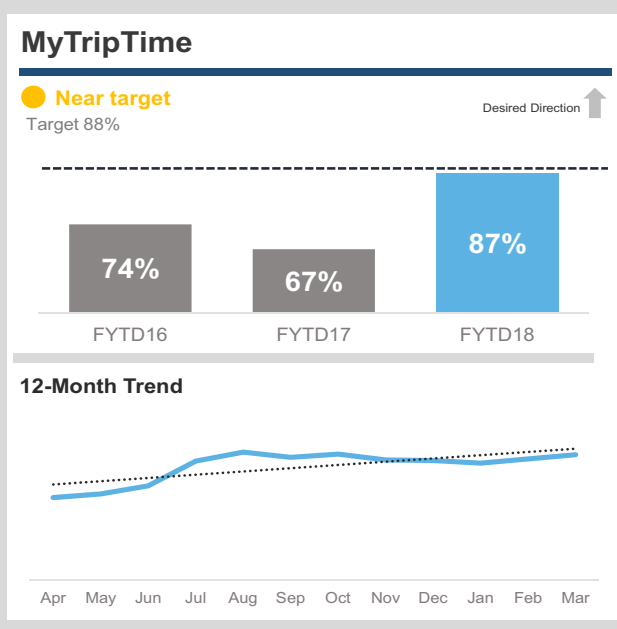 MyTripTime
Near target
Desired Direction
Target 88%
74%
67%
87%
FYTD16 FYTD17 FYTD18
12-Month Trend
Apr May Jun Jul Aug Sep Oct Nov Dec Jan Feb Mar